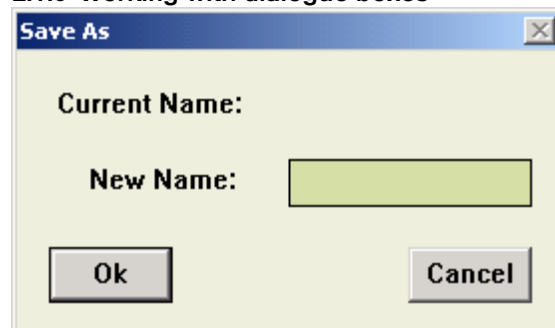 Working with dialogue boxes
Save As
Current Name:
New Name:
Ok
Cancel